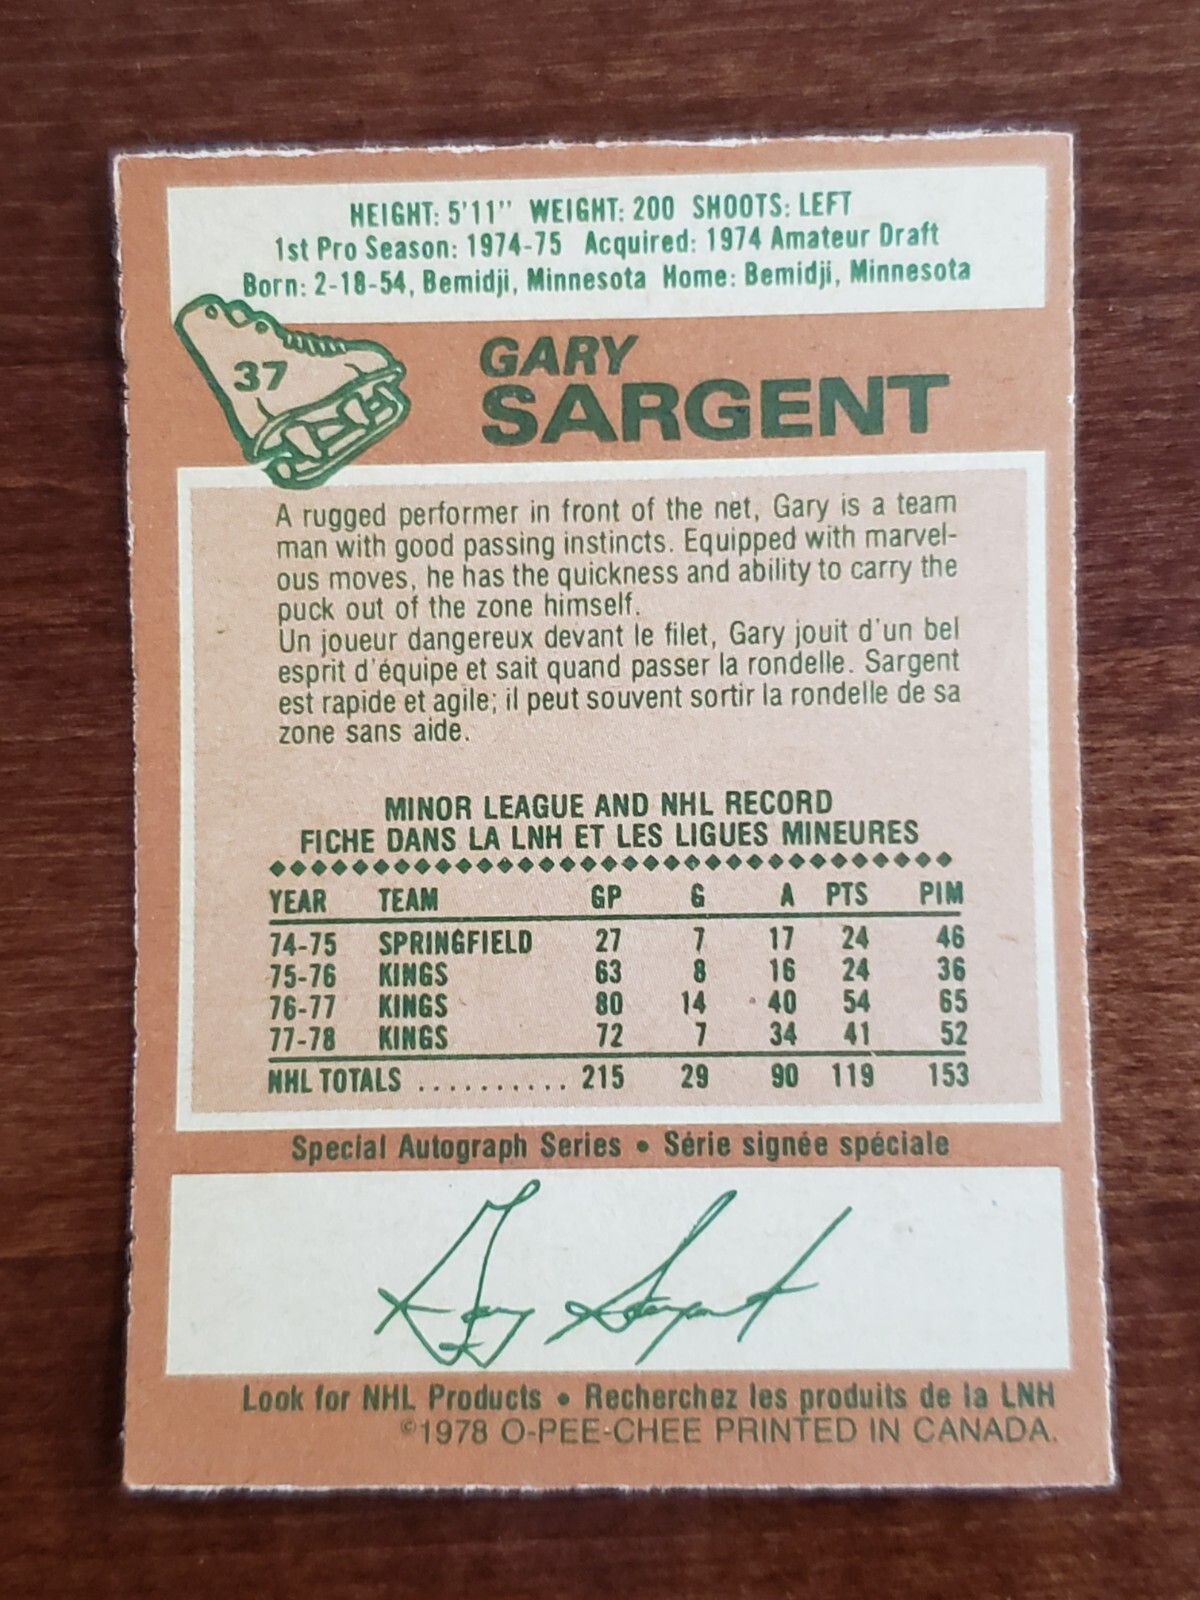 HEIGHT: 5'11" WEIGHT: 200 SHOOTS: LEFT
1st Pro Season: 1974-75 Acquired: 1974 Amateur Draft
Born: 2-18-54, Bemidji, Minnesota Home: Bemidji, Minnesota
37
GARY
SARGENT
A rugged performer in front of the net, Gary is a team
man with good passing instincts. Equipped with marvel-
ous moves, he has the quickness and ability to carry the
puck out of the zone himself.
Un joueur dangereux devant le filet, Gary jouit d'un bel
esprit d'équipe et sait quand passer la rondelle. Sargent
est rapide et agile; il peut souvent sortir la rondelle de sa
zone sans aide.
MINOR LEAGUE AND NHL RECORD
FICHE DANS LA LNH ET LES LIGUES MINEURES
YEAR TEAM GP G A PTS PIM
74-75 SPRINGFIELD 27 7 17 24 46
75-76 KINGS 63 8 16 24 36
76-77 KINGS 80 14 40 54 65
77-78 KINGS 72 7 34 41 52
NHL TOTALS .......... 215 29 90 119 153
Special Autograph Series • Série signée spéciale
Gary Sargent
Look for NHL Products • Recherchez les produits de la LNH
©1978 O-PEE-CHEE PRINTED IN CANADA.